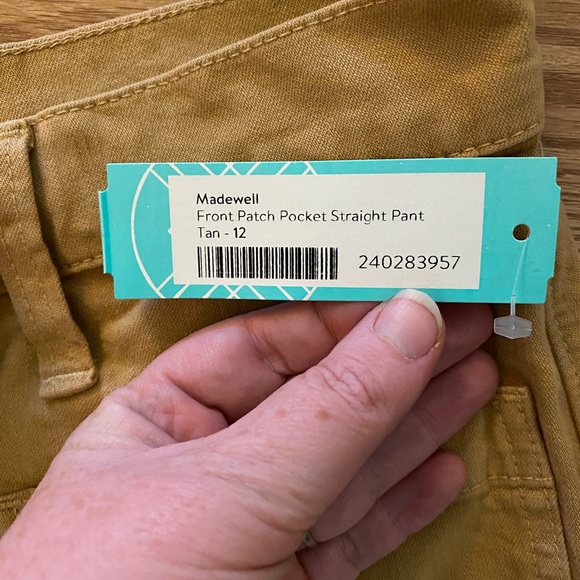 Madewell
Front Patch Pocket Straight Pant
Tan - 12
240283957